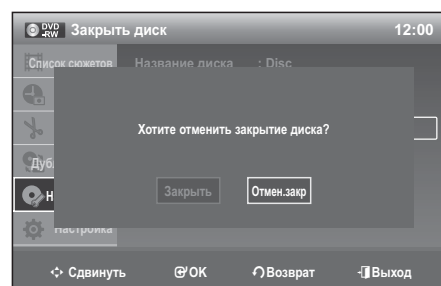 DVD-RW Закрыть диск 12:00
Список сюжетов Название диска : Disc
Хотите отменить закрытие диска?
Дуб
Закрыть Отмен.закр
Н
Настройка
Сдвинуть OK Возврат Выход